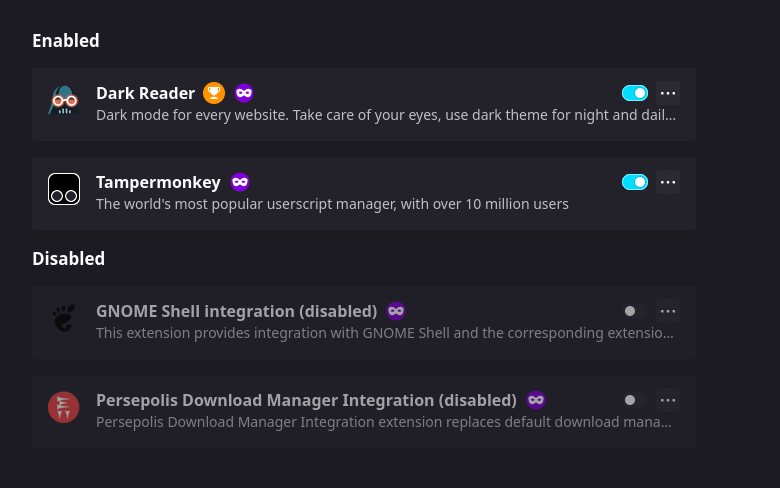 Enabled
Dark Reader
Dark mode for every website. Take care of your eyes, use dark theme for night and dail...
Tampermonkey
The world's most popular userscript manager, with over 10 million users
Disabled
GNOME Shell integration (disabled)
This extension provides integration with GNOME Shell and the corresponding extensio...
Persepolis Download Manager Integration (disabled)
Persepolis Download Manager Integration extension replaces default download mana...